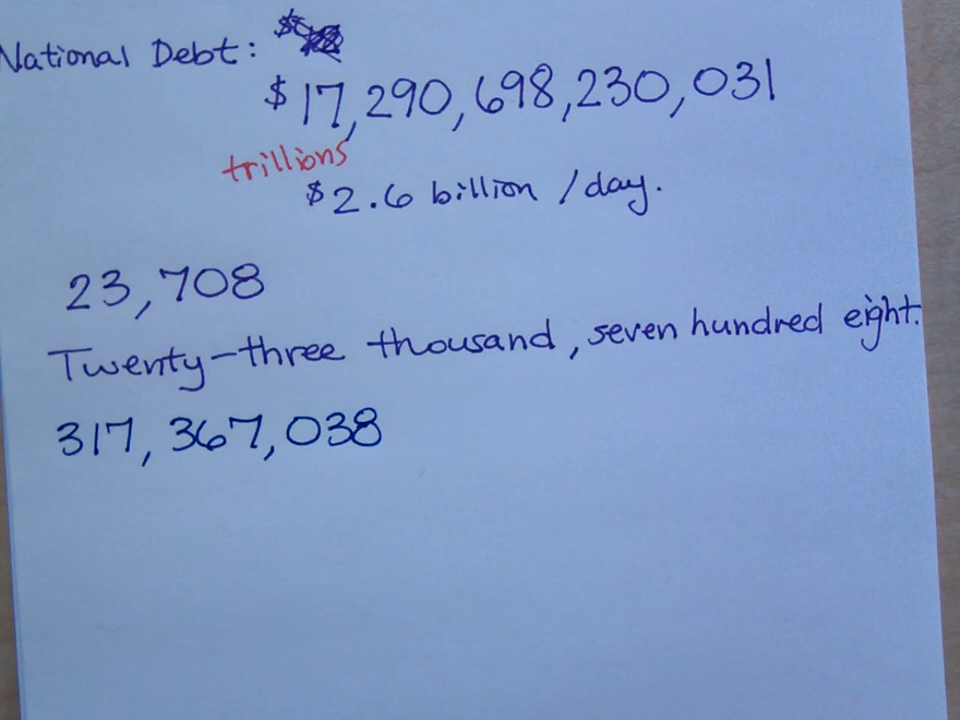 National Debt:
$17,290,698,230,031
trillions
$2.6 billion /day.
23,708
Twenty-three thousand, seven hundred eight.
317,367,038